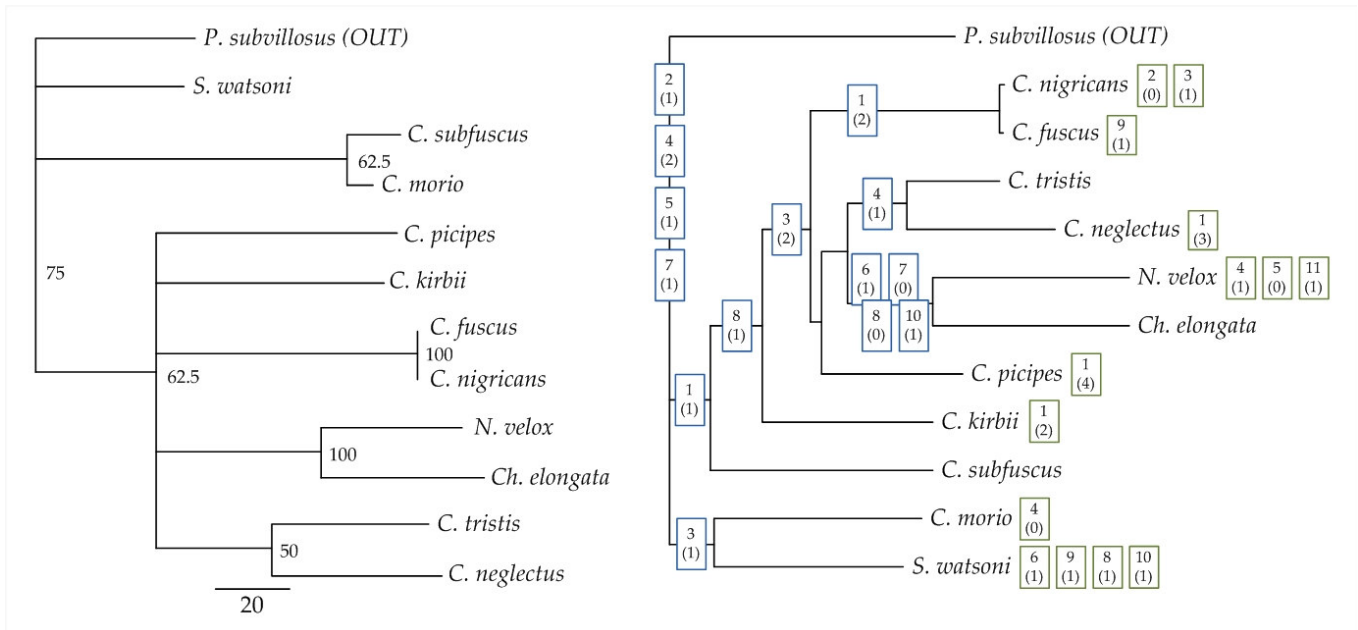 P. subvillosus (OUT)
S. watsoni
C. subfuscus
62.5
C. morio
C. picipes
75
C. kirbii
C. fuscus
100
62.5
C. nigricans
N. velox
100
Ch. elongata
C. tristis
50
C. neglectus
20
P. subvillosus (OUT)
2
(1)
4
(2)
5
(1)
7
(1)
1
(2)
C. nigricans
2
(0)
3
(1)
C. fuscus
9
(1)
C. tristis
4
(1)
3
(2)
C. neglectus
1
(3)
6
(1)
7
(0)
8
(0)
10
(1)
N. velox
4
(1)
5
(0)
11
(1)
Ch. elongata
8
(1)
C. picipes
1
(4)
1
(1)
C. kirbii
1
(2)
C. subfuscus
3
(1)
C. morio
4
(0)
S. watsoni
6
(1)
9
(1)
8
(1)
10
(1)